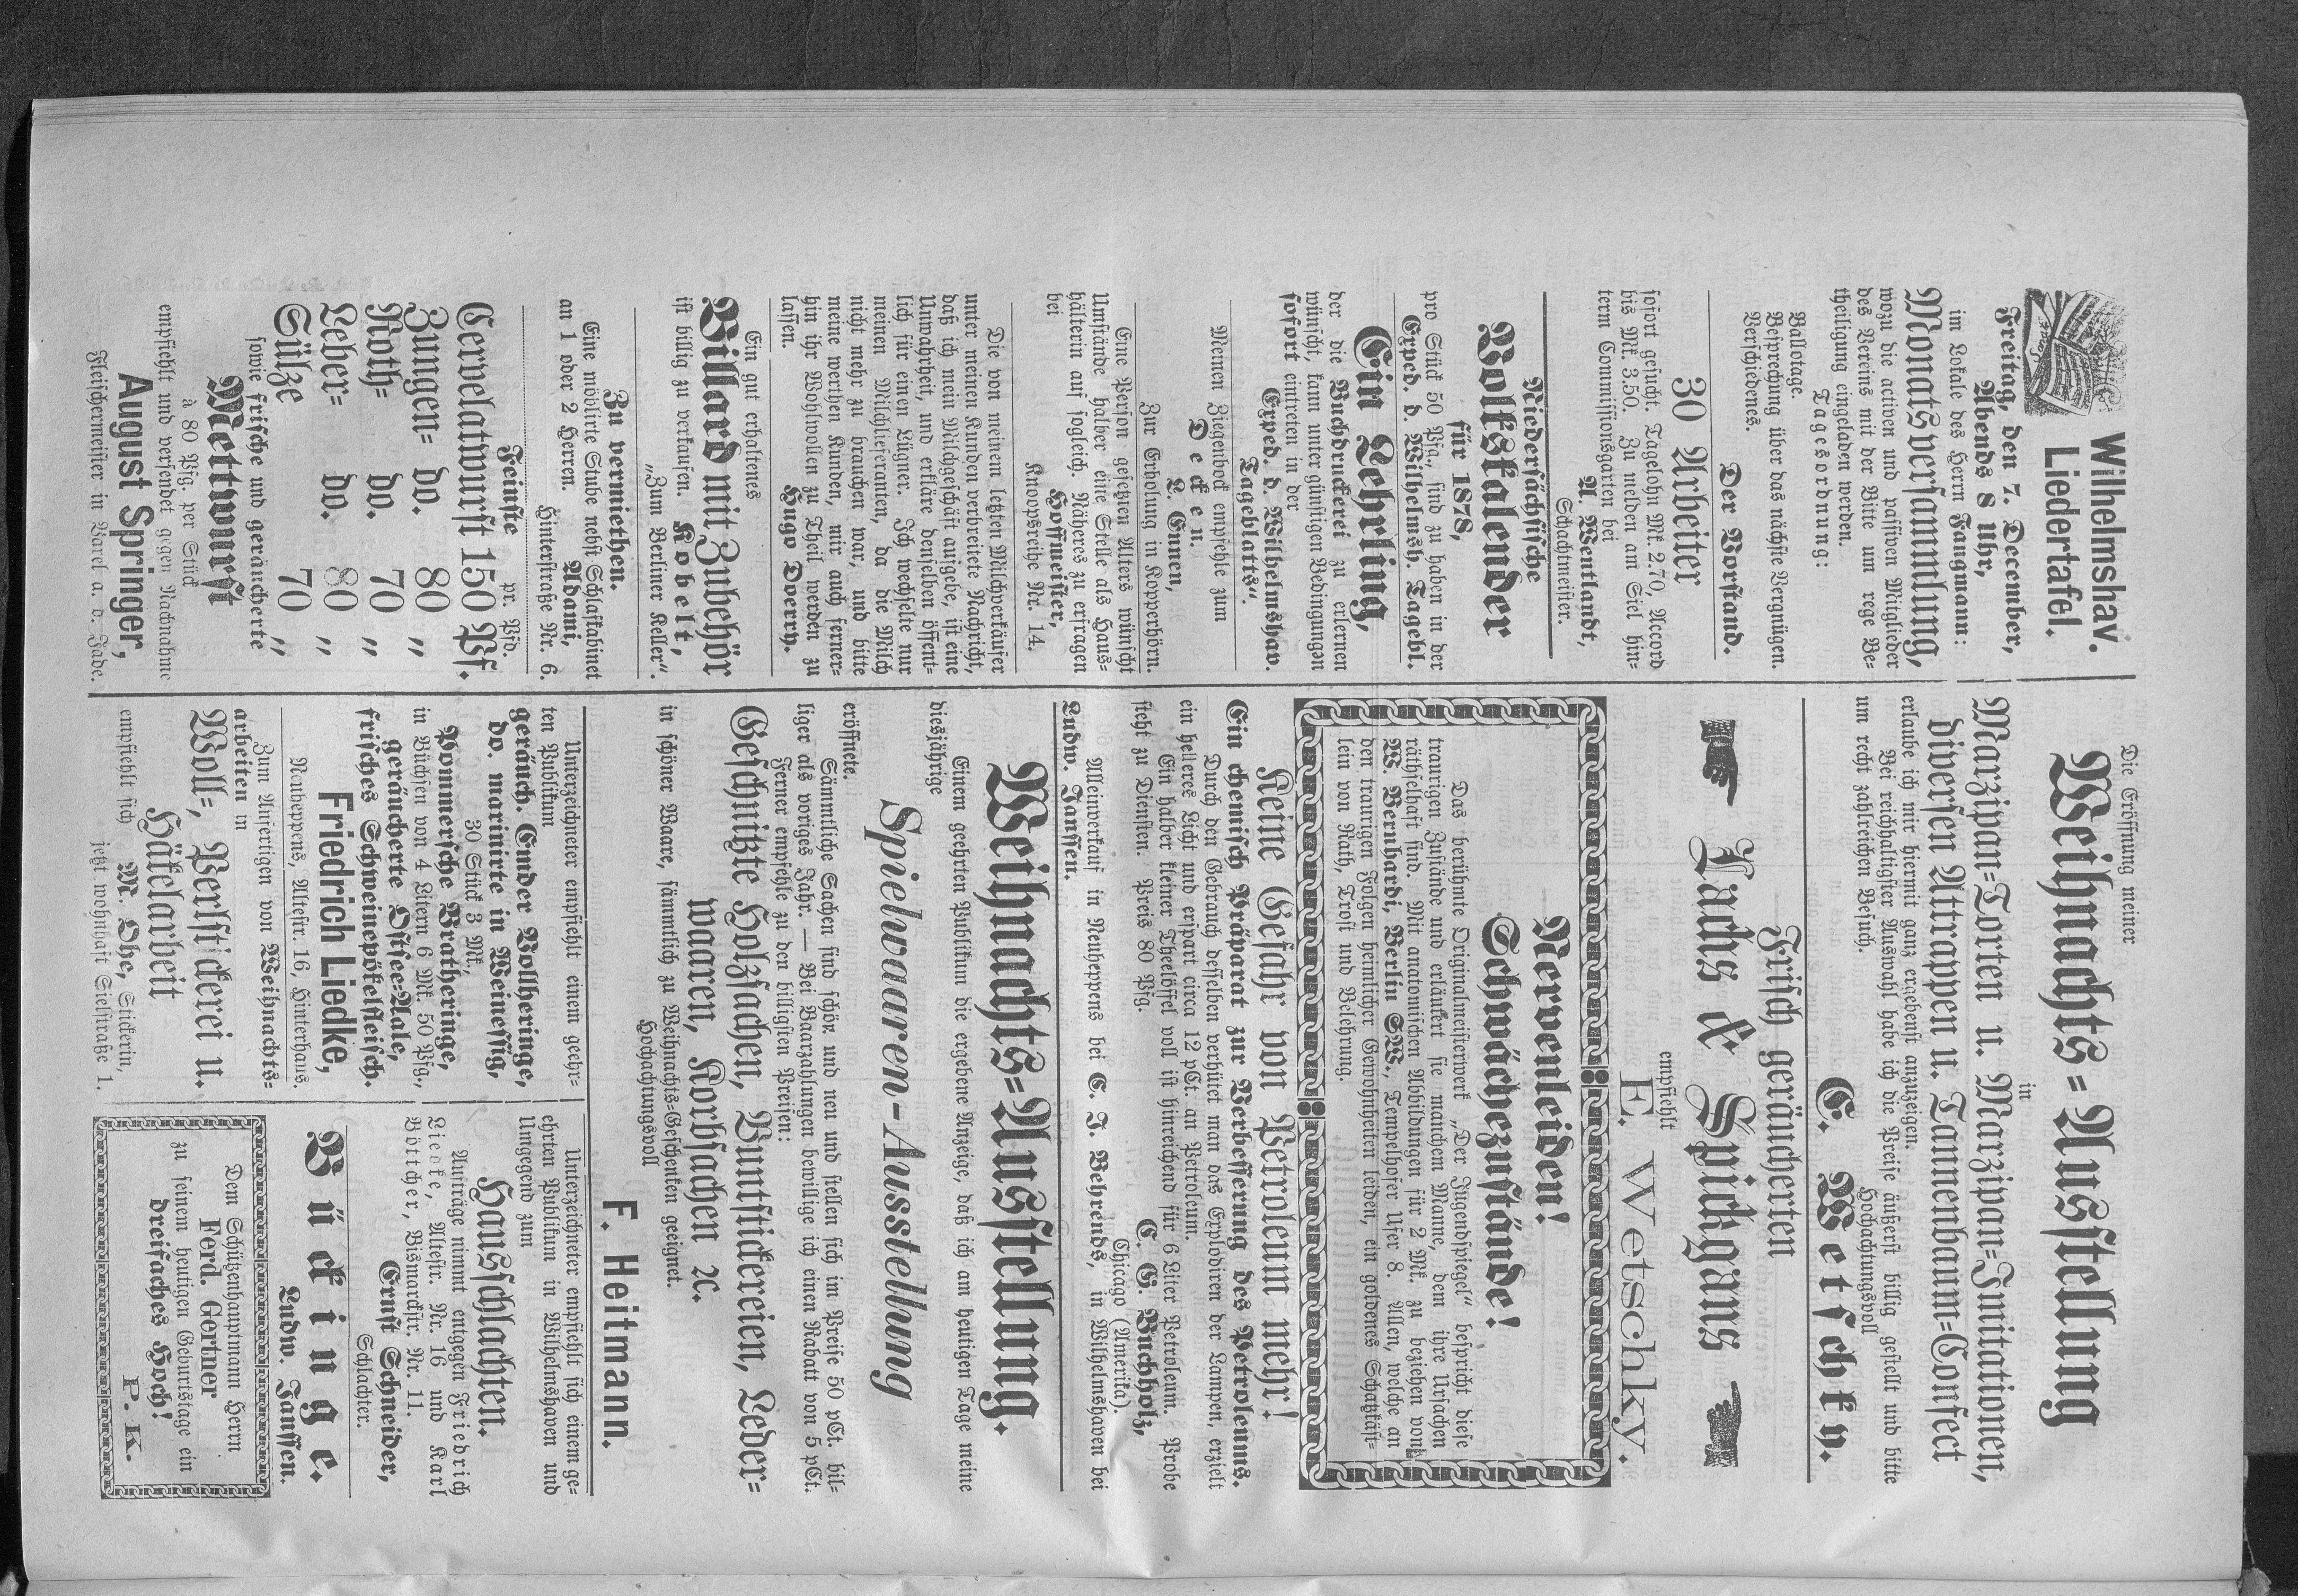 Wilhelmshav.
Liedertafel.
Freitag, den 7. December,
Abends 8 Uhr,
im Lokale des Herrn Fangmann:
Monatsversammlung,
wozu die activen und passiven Mitglieder
des Vereins mit der Bitte um rege Be-
theiligung eingeladen werden.
Tagesordnung:
Ballotage.
Besprechung über das nächste Vergnügen.
Verschiedenes.
Der Vorstand.
30 Arbeiter
sofort gesucht. Tagelohn Mk. 2.70, Accord
bis Mk. 3.50. Zu melden am Siel hin-
term Commissionsgarten bei
A. Wentlandt,
Schachtmeister.
Niedersächsische
Volkskalender
für 1878,
pro Stück 50 Pfg., sind zu haben in der
Exped. d. Wilhelmsh. Tagebl.
Ein Lehrling,
der die Buchdruckerei zu erlernen
wünscht, kann unter günstigen Bedingungen
sofort eintreten in der
Exped. d. Wilhelmshav.
Tageblatts“.
Meinen Ziegenbock empfehle zum
Decken.
L. Ennen,
Zur Erholung in Kopperhörn.
Eine Person gesetzten Alters wünscht
Umstände halber eine Stelle als Haus-
hälterin auf sogleich. Näheres zu erfragen
bei
Hoffmeister,
Knoopsreihe Nr. 14.
Die von meinem letzten Milchverkäufer
unter meinen Kunden verbreitete Nachricht,
daß ich mein Milchgeschäft aufgebe, ist eine
Unwahrheit, und erkläre denselben öffent-
lich für einen Lügner. Ich wechselte nur
meinen Milchlieferanten, da die Milch
nicht mehr zu brauchen war, und bitte
meine werthen Kunden, mir auch ferner-
hin ihr Wohlwollen zu Theil werden zu
lassen. Hugo Doerry.
Ein gut erhaltenes
Billard mit Zubehör
ist billig zu verkaufen. Kobelt,
„Zum Berliner Keller“.
Zu vermiethen.
Eine möblirte Stube nebst Schlafkabinet
an 1 oder 2 Herren. Albani,
Hinterstraße Nr. 6.
Feinste pr. Pfd.
Cervelatwurst 150 Pf.
Zungen= do. 80 „
Roth= do. 70 „
Leber= do. 80 „
Sülze 70 „
sowie frische und geräucherte
Mettwurst
à 80 Pfg. per Stück
empfiehlt und versendet gegen Nachnahme
August Springer,
Fleischermeister in Varel a. d. Jade.
Die Eröffnung meiner
Weihnachts=Ausstellung
in
Marzipan=Torten u. Marzipan=Imitationen,
diversen Attrappen u. Tannenbaum=Confect
erlaube ich mir hiermit ganz ergebenst anzuzeigen.
Bei reichhaltigster Auswahl habe ich die Preise äußerst billig gestellt und bitte
um recht zahlreichen Besuch.
Hochachtungsvoll
E. Wetschky.
Frisch geräucherten
Lachs & Spickgans
empfiehlt
E. Wetschky.
Nervenleiden!
Schwächezustände!
Das berühmte Originalmeisterwerk „Der Jugendspiegel“ bespricht diese
traurigen Zustände und erläutert sie manchem Manne, dem ihre Ursachen
räthselhaft sind. Mit anatomischen Abbildungen für 2 Mk. zu beziehen von
W. Bernhardi, Berlin SW., Tempelhofer Ufer 8. Allen, welche an
den traurigen Folgen heimlicher Gewohnheiten leiden, ein goldenes Schatzkäst-
lein von Rath, Trost und Belehrung.
Keine Gefahr von Petroleum mehr!
Ein chemisch Präparat zur Verbesserung des Petroleums.
Durch den Gebrauch desselben verhütet man das Explodiren der Lampen, erzielt
ein helleres Licht und erspart circa 12 pCt. an Petroleum.
Ein halber kleiner Theelöffel voll ist hinreichend für 6 Liter Petroleum. Probe
steht zu Diensten. Preis 80 Pfg.
C. G. Buchholz,
Chicago (Amerika).
Alleinverkauf in Neuheppens bei C. J. Behrends, in Wilhelmshaven bei
Ludw. Janssen.
Weihnachts=Ausstellung.
Einem geehrten Publikum die ergebene Anzeige, daß ich am heutigen Tage meine
diesjährige
Spielwaaren-Ausstellung
eröffnete.
Sämmtliche Sachen sind schön und neu und stellen sich im Preise 50 pCt. bil-
liger als voriges Jahr. — Bei Baarzahlungen bewillige ich einen Rabatt von 5 pCt.
Ferner empfehle zu den billigsten Preisen:
Geschnitzte Holzsachen, Buntstickereien, Leder-
waaren, Korbsachen ꝛc.
in schöner Waare, sämmtlich zu Weihnachts-Geschenken geeignet.
Hochachtungsvoll
F. Heitmann.
Unterzeichneter empfiehlt einem geehr-
ten Publikum
geräuch. Emder Vollheringe,
do. marinirte in Weinessig,
30 Stück 3 Mk,
Pommersche Bratheringe,
in Büchsen von 4 Litern 6 Mk. 50 Pfg.,
geräucherte Ostsee-Aale,
frisches Schweinepökelfleisch.
Friedrich Liedke,
Neuheppens, Altestr. 16, Hinterhaus.
Zum Anfertigen von Weihnachts-
arbeiten in
Woll=, Perlstickerei u.
Häkelarbeit
empfiehlt sich M. Ohe, Stickerin,
jetzt wohnhaft Sielstraße 1.
Unterzeichneter empfiehlt sich einem ge-
ehrten Publikum in Wilhelmshaven und
Umgegend zum
Hausschlachten.
Aufträge nimmt entgegen Friedrich
Liedke, Altestr. Nr. 16 und Karl
Böttcher, Bismarckstr. Nr. 11.
Ernst Schneider,
Schlachter.
Bückinge.
Ludw. Janssen.
Dem Schützenhauptmann Herrn
Ferd. Gertner
zu seinem heutigen Geburtstage ein
dreifaches Hoch!
P. K.